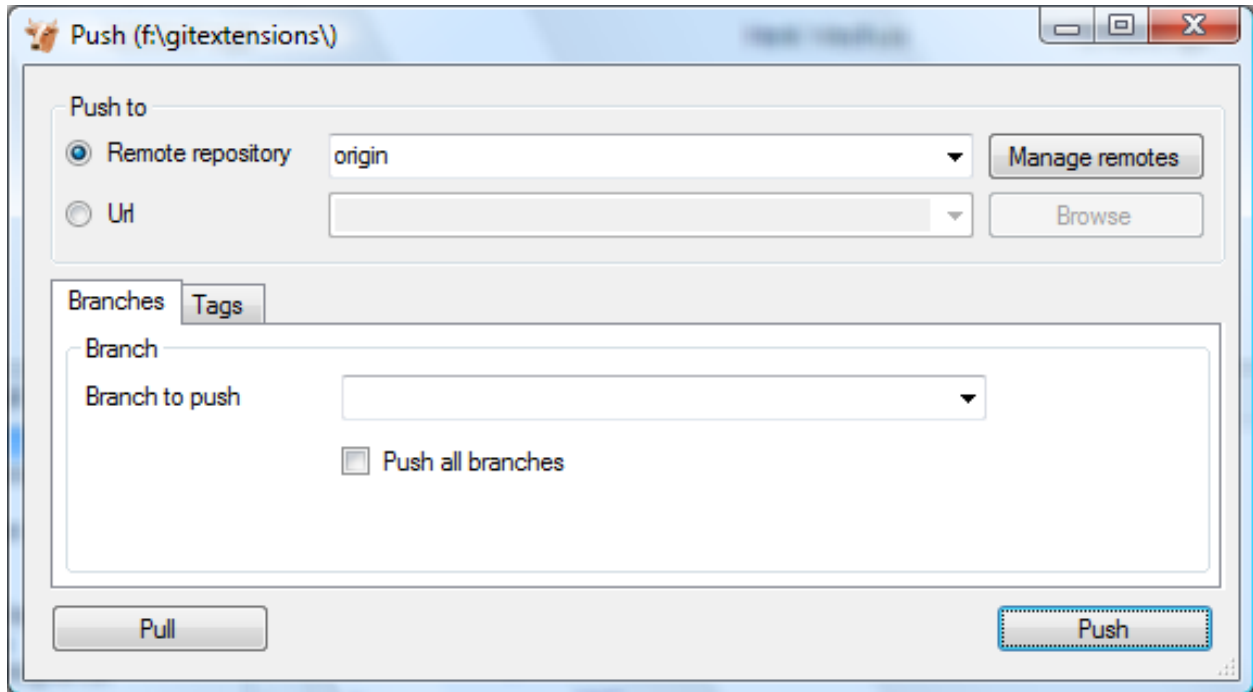 Push (f:\gitextensions\)
Push to
Remote repository origin Manage remotes
Url Browse
Branches Tags
Branch
Branch to push
Push all branches
Pull Push